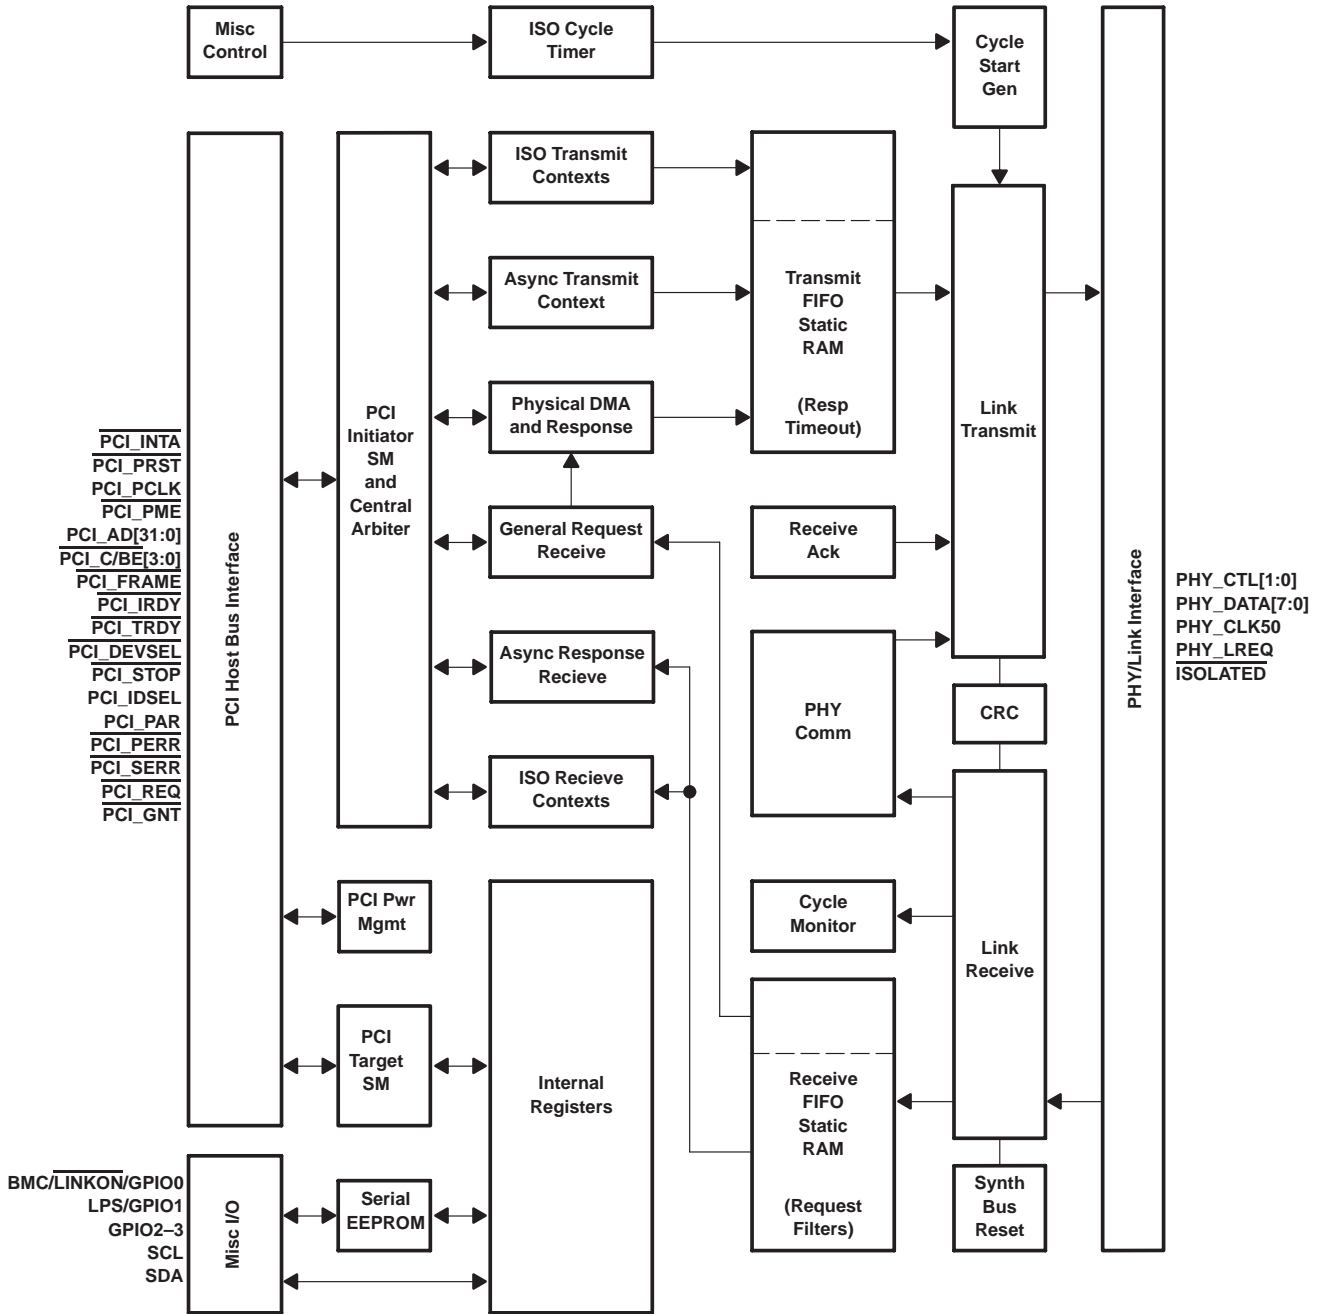 Misc
Control
ISO Cycle
Timer
Cycle
Start
Gen
ISO Transmit
Contexts
Async Transmit
Context
Transmit
FIFO
Static
RAM
(Resp
Timeout)
Physical DMA
and Response
PCI
Initiator
SM
and
Central
Arbiter
Link
Transmit
PCI_INTA
PCI_PRST
PCI_PCLK
PCI_PME
PCI_AD[31:0]
PCI_C/BE[3:0]
PCI_FRAME
PCI_IRDY
PCI_TRDY
PCI_DEVSEL
PCI_STOP
PCI_IDSEL
PCI_PAR
PCI_PERR
PCI_SERR
PCI_REQ
PCI_GNT
PCI Host Bus Interface
General Request
Receive
Receive
Ack
Async Response
Recieve
PHY
Comm
CRC
ISO Recieve
Contexts
PHY/Link Interface
PHY_CTL[1:0]
PHY_DATA[7:0]
PHY_CLK50
PHY_LREQ
ISOLATED
PCI Pwr
Mgmt
Cycle
Monitor
Link
Receive
PCI
Target
SM
Internal
Registers
Receive
FIFO
Static
RAM
(Request
Filters)
BMC/LINKON/GPIO0
LPS/GPIO1
GPIO2–3
SCL
SDA
Misc I/O
Serial
EEPROM
Synth
Bus
Reset